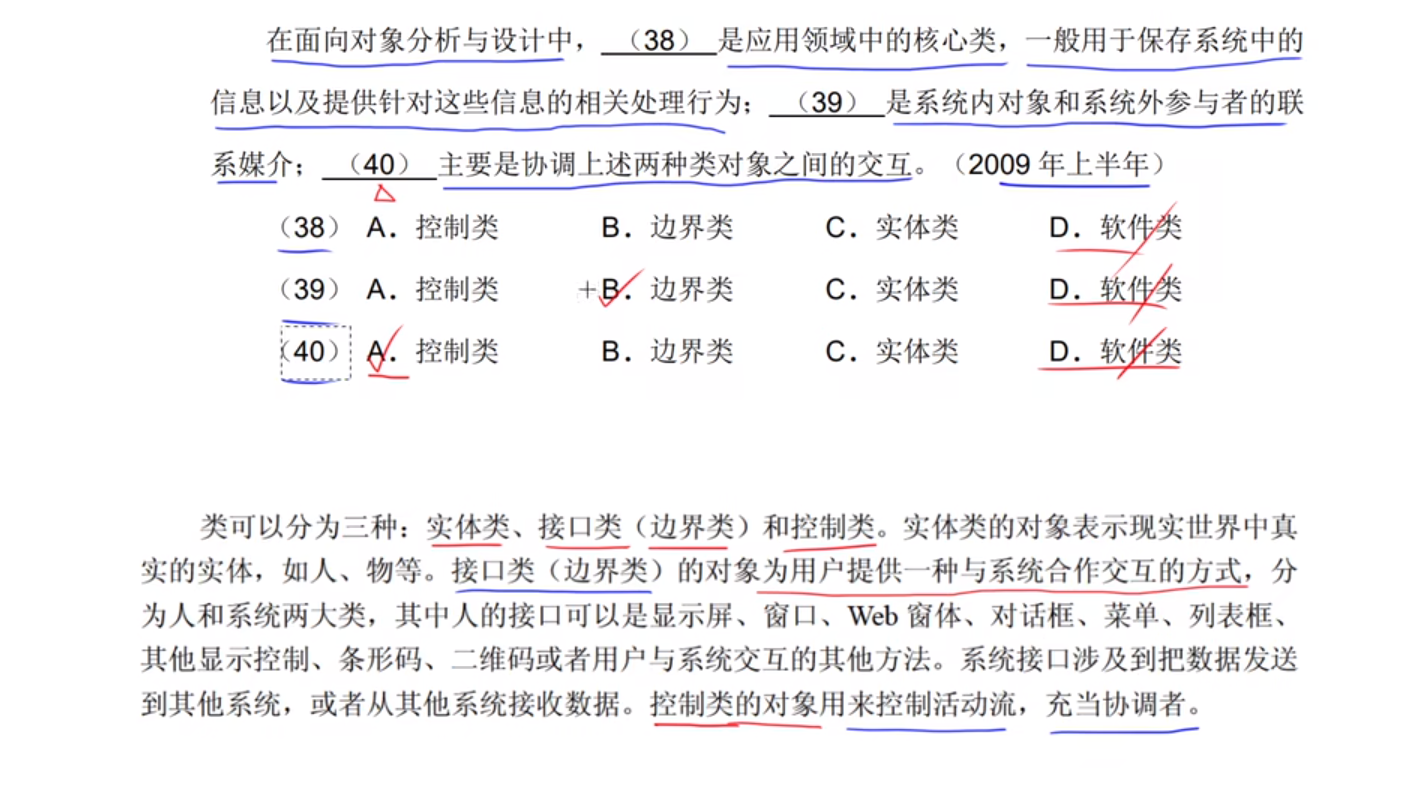 在面向对象分析与设计中，（38）是应用领域中的核心类，一般用于保存系统中的
信息以及提供针对这些信息的相关处理行为；（39）是系统内对象和系统外参与者的联
系媒介；（40）主要是协调上述两种类对象之间的交互。（2009 年上半年）
（38） A．控制类 B．边界类 C．实体类 D．软件类
（39） A．控制类 B．边界类 C．实体类 D．软件类
（40） A．控制类 B．边界类 C．实体类 D．软件类
类可以分为三种：实体类、接口类（边界类）和控制类。实体类的对象表示现实世界中真
实的实体，如人、物等。接口类（边界类）的对象为用户提供一种与系统合作交互的方式，分
为人和系统两大类，其中人的接口可以是显示屏、窗口、Web 窗体、对话框、菜单、列表框、
其他显示控制、条形码、二维码或者用户与系统交互的其他方法。系统接口涉及到把数据发送
到其他系统，或者从其他系统接收数据。控制类的对象用来控制活动流，充当协调者。